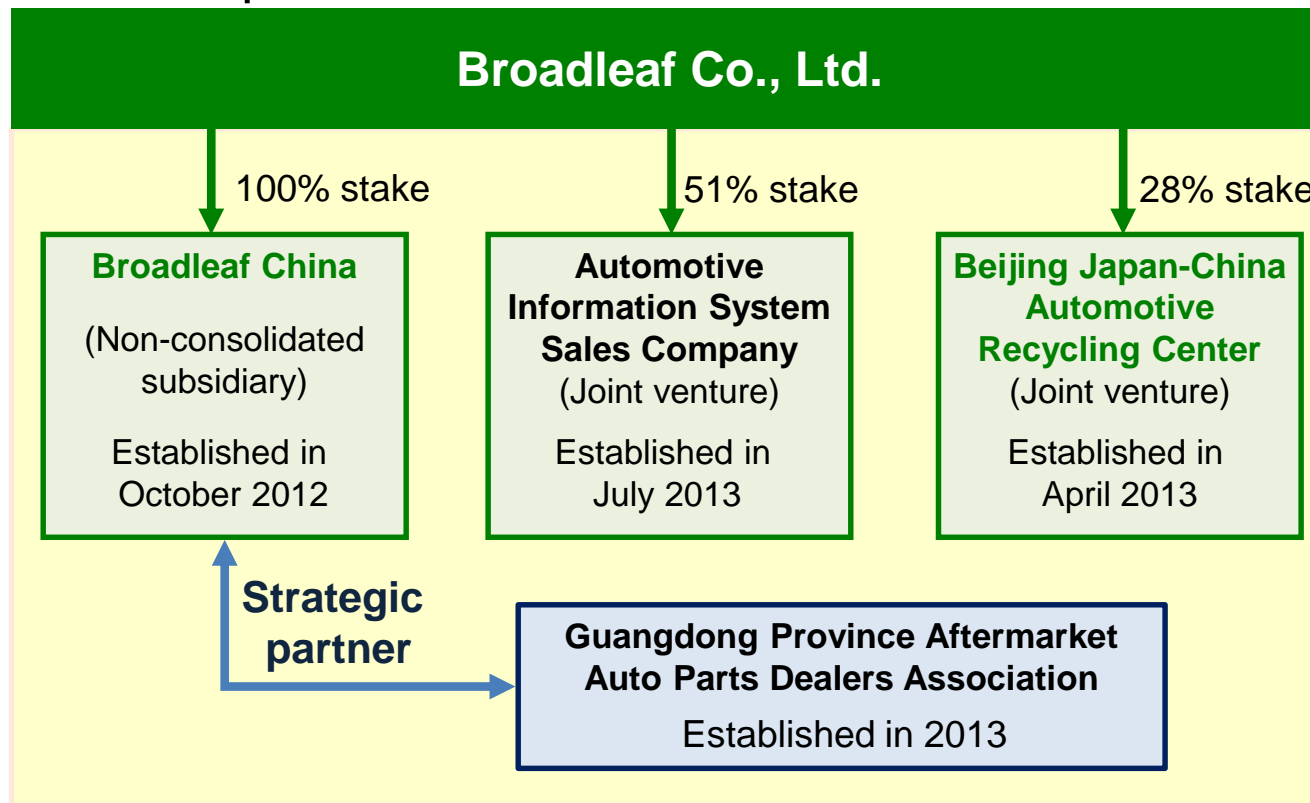 Broadleaf Co., Ltd.
100% stake
51% stake
28% stake
Broadleaf China
(Non-consolidated
subsidiary)
Established in
October 2012
Automotive
Information System
Sales Company
(Joint venture)
Established in
July 2013
Beijing Japan-China
Automotive
Recycling Center
(Joint venture)
Established in
April 2013
Strategic
partner
Guangdong Province Aftermarket
Auto Parts Dealers Association
Established in 2013